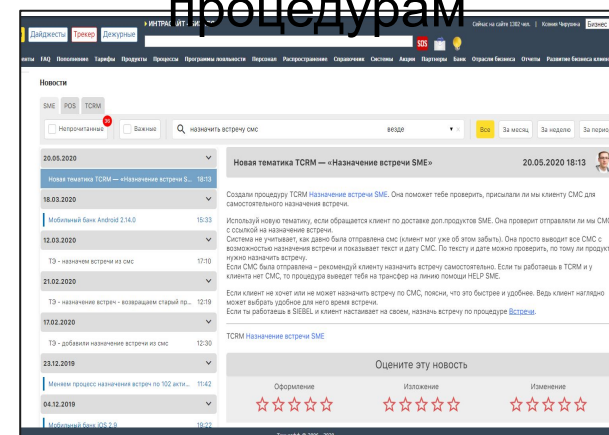 процедурам
ИНТРАСАЙТ - БИЗНЕС
Сейчас на сайте 1382 чел. | Ксения Чирухина Бизнес
Дайджесты Трекер Дежурные
SOS
FAQ Пополнение Тарифы Продукты Процессы Программы лояльности Персонал Распространение Справочник Системы Акции Партнеры Банк Отрасли бизнеса Отчеты Развитие бизнеса клиен
Новости
SME POS TCRM
Непрочитанные Важные назначить встречу смс везде Все За месяц За неделю За перио
20.05.2020
Новая тематика TCRM — «Назначение встречи S... 18:13
18.03.2020
Мобильный банк Android 2.14.0 15:33
12.03.2020
ТЭ - назначаем встречи из смс 17:10
21.02.2020
ТЭ - назначение встреч - возвращаем старый пр... 12:19
17.02.2020
ТЭ - добавили назначение встречи из смс 12:30
23.12.2019
Меняем процесс назначения встреч по 102 акти... 11:42
04.12.2019
Мобильный банк iOS 2.9 19:22
Новая тематика TCRM — «Назначение встречи SME» 20.05.2020 18:13
Создали процедуру TCRM Назначение встречи SME. Она поможет тебе проверить, присылали ли мы клиенту СМС для
самостоятельного назначения встречи.
Используй новую тематику, если обращается клиент по доставке доп.продуктов SME. Она проверит отправляли ли мы СМС
с ссылкой на назначение встречи.
Система не учитывает, как давно была отправлена смс (клиент мог уже об этом забыть). Она просто выводит все СМС с
возможностью назначения встречи и показывает текст и дату СМС. По тексту и дате можно проверить, по тому ли продукт
нужно назначить встречу.
Если СМС была отправлена – рекомендуй клиенту назначить встречу самостоятельно. Если ты работаешь в TCRM и у
клиента нет СМС, то процедура выведет тебя на трансфер на линию помощи HELP SME.
Если клиент не хочет или не может назначить встречу по СМС, поясни, что это быстрее и удобнее. Ведь клиент наглядно
может выбрать удобное для него время встречи.
Если ты работаешь в SIEBEL и клиент настаивает на своем, назначь встречу по процедуре Встречи.
TCRM Назначение встречи SME
Оцените эту новость
Оформление Изложение Изменение